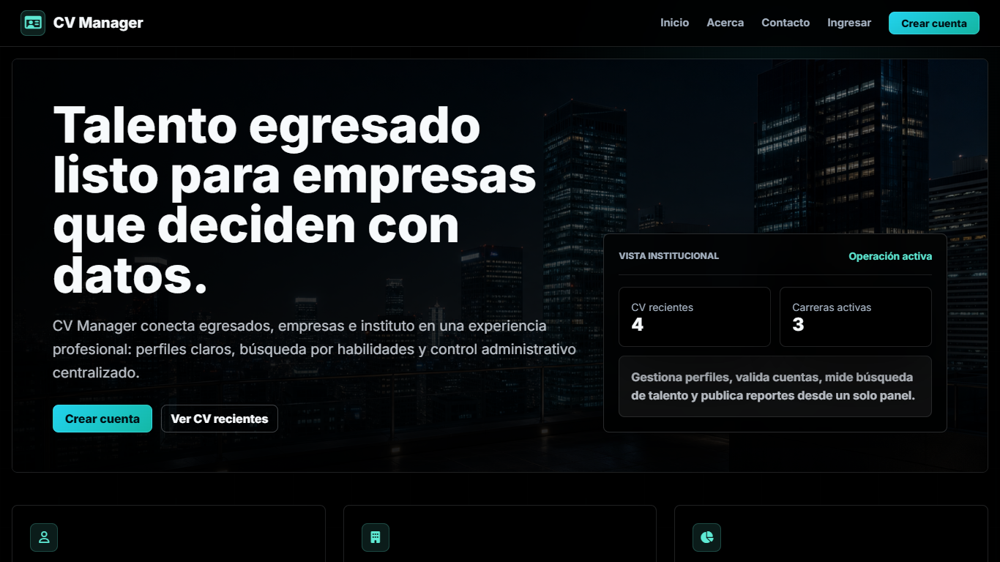 CV Manager
Inicio
Acerca
Contacto
Ingresar
Crear cuenta
Talento egresado
listo para empresas
que deciden con
datos.
CV Manager conecta egresados, empresas e instituto en una experiencia
profesional: perfiles claros, búsqueda por habilidades y control administrativo
centralizado.
Crear cuenta
Ver CV recientes
VISTA INSTITUCIONAL
Operación activa
CV recientes
4
Carreras activas
3
Gestiona perfiles, valida cuentas, mide búsqueda
de talento y publica reportes desde un solo panel.